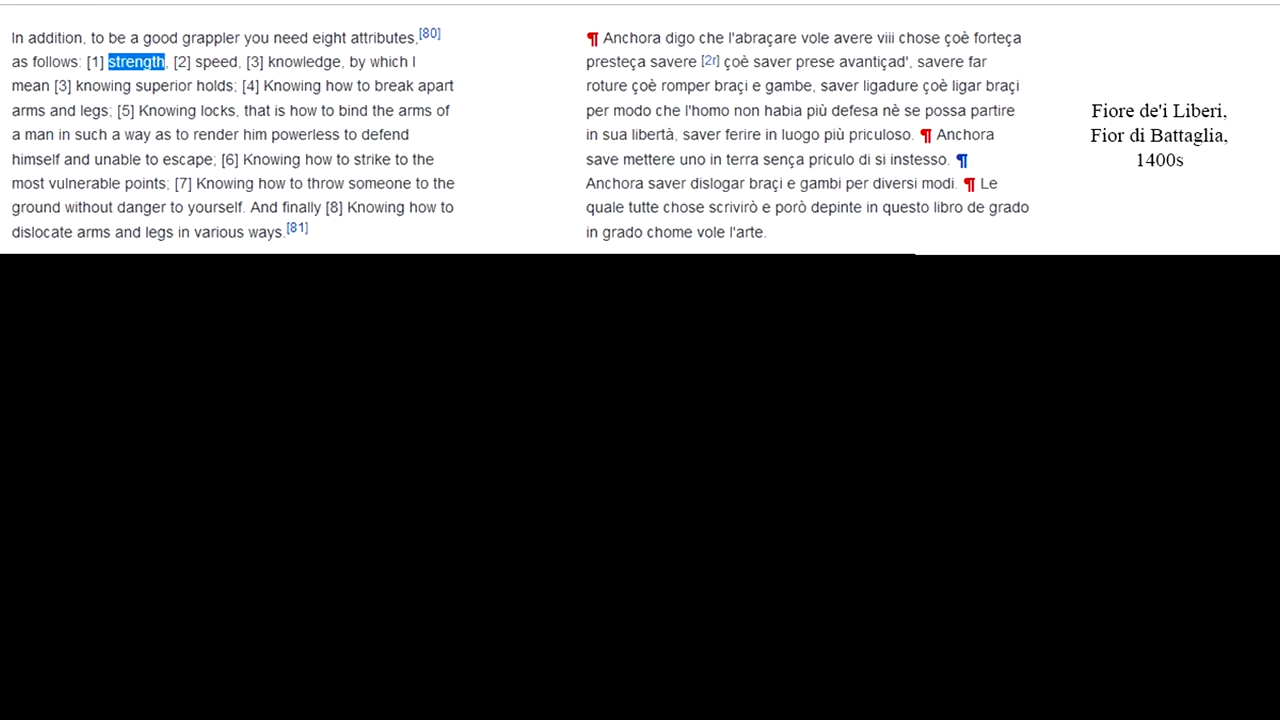 In addition, to be a good grappler you need eight attributes,[80]
as follows: [1] strength, [2] speed, [3] knowledge, by which I
mean [3] knowing superior holds; [4] Knowing how to break apart
arms and legs; [5] Knowing locks, that is how to bind the arms of
a man in such a way as to render him powerless to defend
himself and unable to escape; [6] Knowing how to strike to the
most vulnerable points; [7] Knowing how to throw someone to the
ground without danger to yourself. And finally [8] Knowing how to
dislocate arms and legs in various ways.[81]
¶ Anchora digo che l'abraçare vole avere viii chose çoè forteça
presteça savere [2r] çoè saver prese avantiçad', savere far
roture çoè romper braçi e gambe, saver ligadure çoè ligar braçi
per modo che l'homo non habia più defesa nè se possa partire
in sua libertà, saver ferire in luogo più priculoso. ¶ Anchora
save mettere uno in terra sença priculo di si instesso. ¶
Anchora saver dislogar braçi e gambi per diversi modi. ¶ Le
quale tutte chose scrivirò e porò depinte in questo libro de grado
in grado chome vole l'arte.
Fiore de'i Liberi,
Fior di Battaglia,
1400s